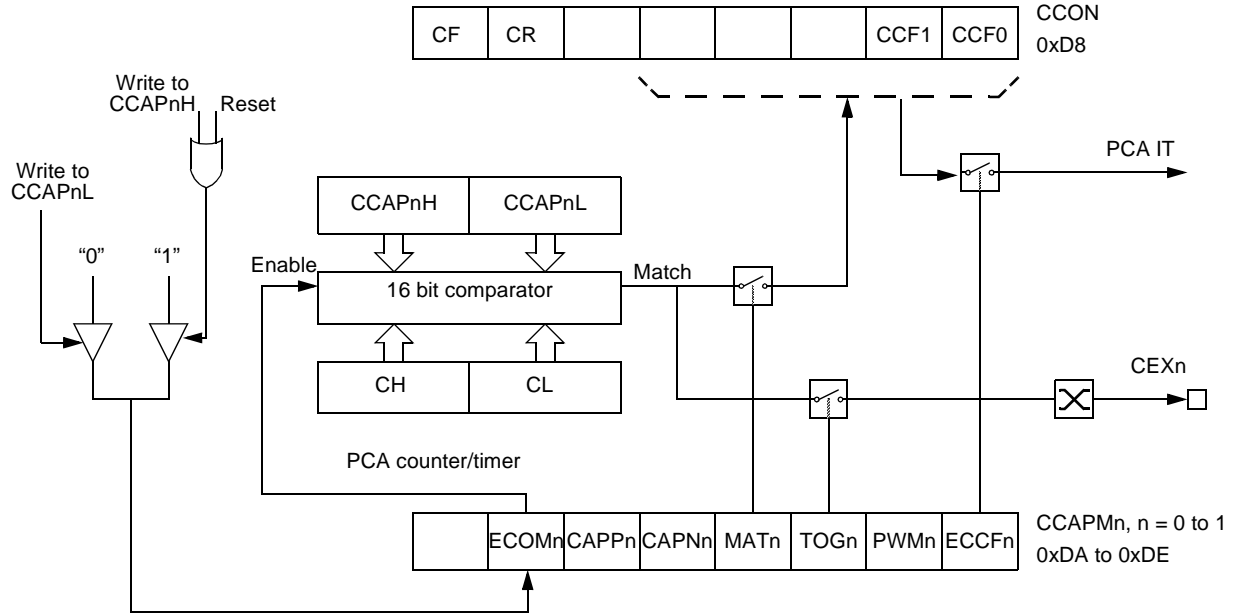 CF CR CCF1 CCF0
CCON
0xD8
Write to
CCAPnH
Reset
Write to
CCAPnL
"0"
"1"
PCA IT
CCAPnH CCAPnL
Enable
16 bit comparator
Match
CH CL
PCA counter/timer
CEXn
ECOMn CAPPn CAPNn MATn TOGn PWMn ECCFn
CCAPMn, n = 0 to 1
0xDA to 0xDE